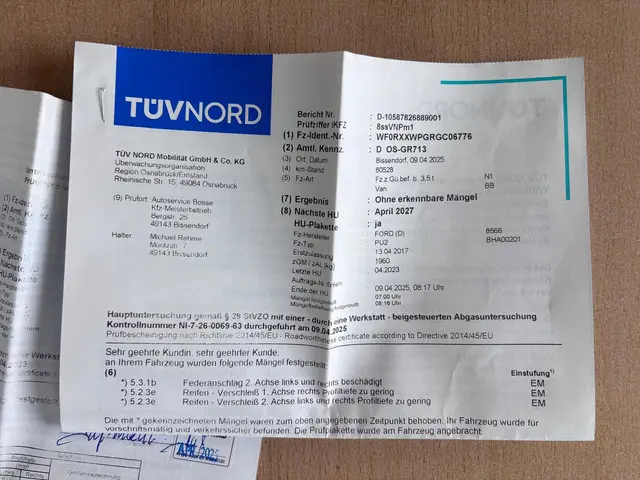 TÜVNORD
TÜV NORD Mobilität GmbH & Co. KG
Überwachungsorganisation
Region Osnabrück/Emsland
Rheinische Str. 15, 49084 Osnabrück
(9) Prüfort Autoservice Bosse
Kfz-Meisterbetrieb
Bergstr. 25
49143 Bissendorf
Halter Michael Rehme
49143 Bissendorf
Bericht Nr. : D-10587826889001
Prüfziffer iKFZ : 8ssVNPm1
(1) Fz-Ident.-Nr. : WF0RXXWPGRGC06776
(2) Amtl. Kennz. : D OS-GR713
(3) Ort, Datum : Bissendorf, 09.04.2025
(4) km-Stand : 80528
(5) Fz-Art : Fz.z.Gü.bef. b. 3,5 t N1
Van BB
(7) Ergebnis : Ohne erkennbare Mängel
(8) Nächste HU : April 2027
HU-Plakette : ja
Fz-Hersteller : FORD (D) 8566
Fz-Typ : PU2 BHA00201
Erstzulassung : 13.04.2017
zGM / 2AL [kg] : 1960
Letzte HU : 04.2023
Ende der HU : 09.04.2025, 08:17 Uhr
Mängel festgestellt : 07:00 Uhr
Mängelbehebung festgestellt : 08:16 Uhr
Hauptuntersuchung gemäß § 29 StVZO mit einer - durch eine Werkstatt - beigesteuerten Abgasuntersuchung
Kontrollnummer NI-7-26-0069-63 durchgeführt am 09.04.2025
Prüfbescheinigung nach Richtlinie 2014/45/EU - Roadworthiness certificate according to Directive 2014/45/EU
Sehr geehrte Kundin, sehr geehrter Kunde,
an Ihrem Fahrzeug wurden folgende Mängel festgestellt:
(6) Einstufung¹⁾
*) 5.3.1b Federanschlag 2. Achse links und rechts beschädigt EM
*) 5.2.3e Reifen - Verschleiß 1. Achse rechts Profiltiefe zu gering EM
*) 5.2.3e Reifen - Verschleiß 2. Achse links und rechts Profiltiefe zu gering EM
Die mit * gekennzeichneten Mängel waren zum oben angegebenen Zeitpunkt behoben. Ihr Fahrzeug wurde für
vorschriftsmäßig und verkehrssicher befunden. Die Prüfplakette wurde am Fahrzeug angebracht.